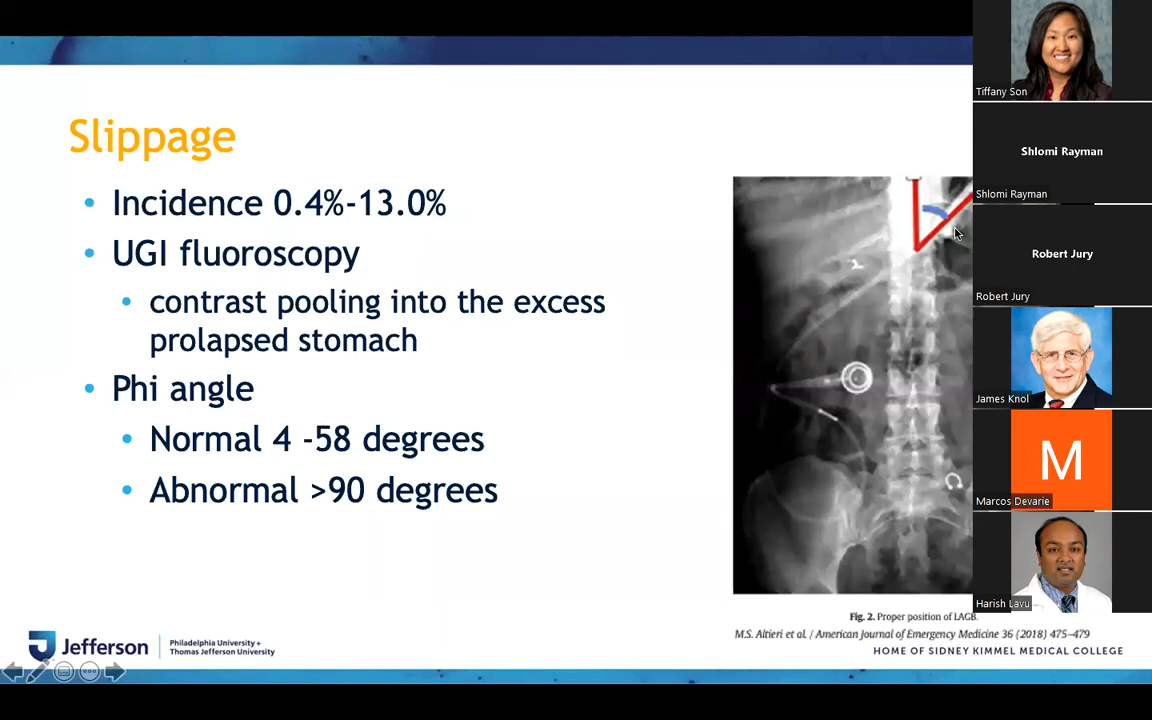 Slippage
• Incidence 0.4%-13.0%
• UGI fluoroscopy
• contrast pooling into the excess
prolapsed stomach
• Phi angle
• Normal 4 -58 degrees
• Abnormal >90 degrees
Fig. 2. Proper position of LAGB.
M.S. Altieri et al. / American Journal of Emergency Medicine 36 (2018) 475–479
HOME OF SIDNEY KIMMEL MEDICAL COLLEGE
Jefferson
Philadelphia University +
Thomas Jefferson University
Tiffany Son
Shlomi Rayman
Shlomi Rayman
Robert Jury
Robert Jury
James Knol
M
Marcos Devarie
Harish Lavu